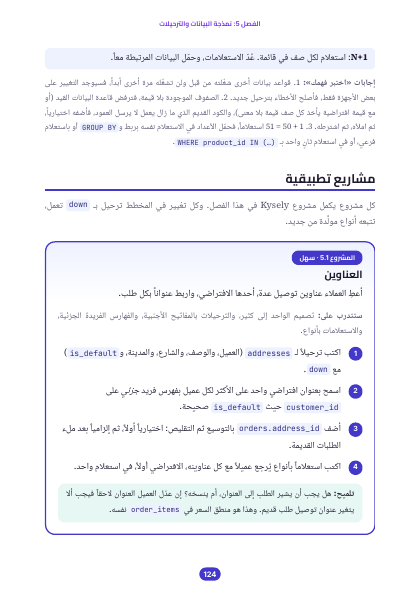 الفصل 5: نمذجة البيانات والترحيلات
N+1: استعلام لكل صف في قائمة. عُدّ الاستعلامات، وحمّل البيانات المرتبطة معاً.
إجابات «اختبر فهمك»: 1. قواعد بيانات أخرى شغّلته من قبل ولن تشغّله مرة أخرى أبداً، فسيوجد التغيير على
بعض الأجهزة فقط، فأصلح الأخطاء بترحيل جديد. 2. الصفوف الموجودة بلا قيمة، فترفض قاعدة البيانات القيد (أو
تفرض قيمة افتراضية يأخذ كل صف قيمة بلا معنى)، والكود القديم الذي ما زال يعمل لا يرسل العمود، فأضفه اختيارياً،
ثم املأه، ثم اشترطه. 3. 1 + 50 = 51 استعلاماً، فحمّل الأعداد في الاستعلام نفسه بربط و GROUP BY أو باستعلام
فرعي، أو في استعلام ثانٍ واحد بـ WHERE product_id IN (…) .
مشاريع تطبيقية
كل مشروع يكمل مشروع Kysely في هذا الفصل. وكل تغيير في المخطط ترحيل بـ down تعمل،
تتبعه أنواع مولّدة من جديد.
المشروع 5.1 · سهل
العناوين
أعطِ العملاء عناوين توصيل عدة، أحدها الافتراضي، واربط عنواناً بكل طلب.
ستتدرب على: تصميم الواحد إلى كثير، والترحيلات بالمفاتيح الأجنبية، والفهارس الفريدة الجزئية،
والاستعلامات بأنواع.
1 اكتب ترحيلاً لـ addresses (العميل، والوصف، والشارع، والمدينة، و is_default )
مع down .
2 اسمح بعنوان افتراضي واحد على الأكثر لكل عميل بفهرس فريد جزئي على
customer_id حيث is_default صحيحة.
3 أضف orders.address_id بالتوسيع ثم التقليص: اختيارياً أولاً، ثم إلزامياً بعد ملء
الطلبات القديمة.
4 اكتب استعلاماً بأنواع يُرجع عميلاً مع كل عناوينه، الافتراضي أولاً، في استعلام واحد.
تلميح: هل يجب أن يشير الطلب إلى العنوان، أم ينسخه؟ إن عدّل العميل العنوان لاحقاً فيجب ألا
يتغير عنوان توصيل طلب قديم. وهذا هو منطق السعر في order_items نفسه.
124